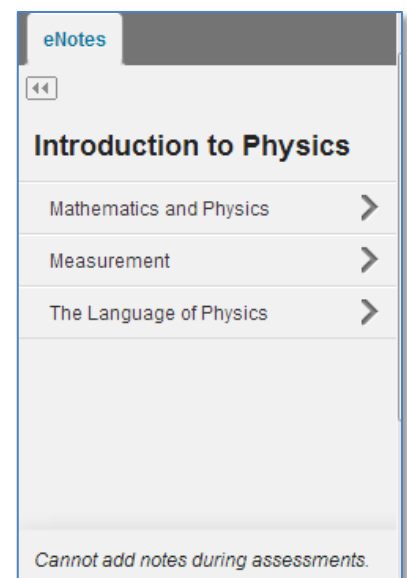 eNotes
Introduction to Physics
Mathematics and Physics
Measurement
The Language of Physics
Cannot add notes during assessments.